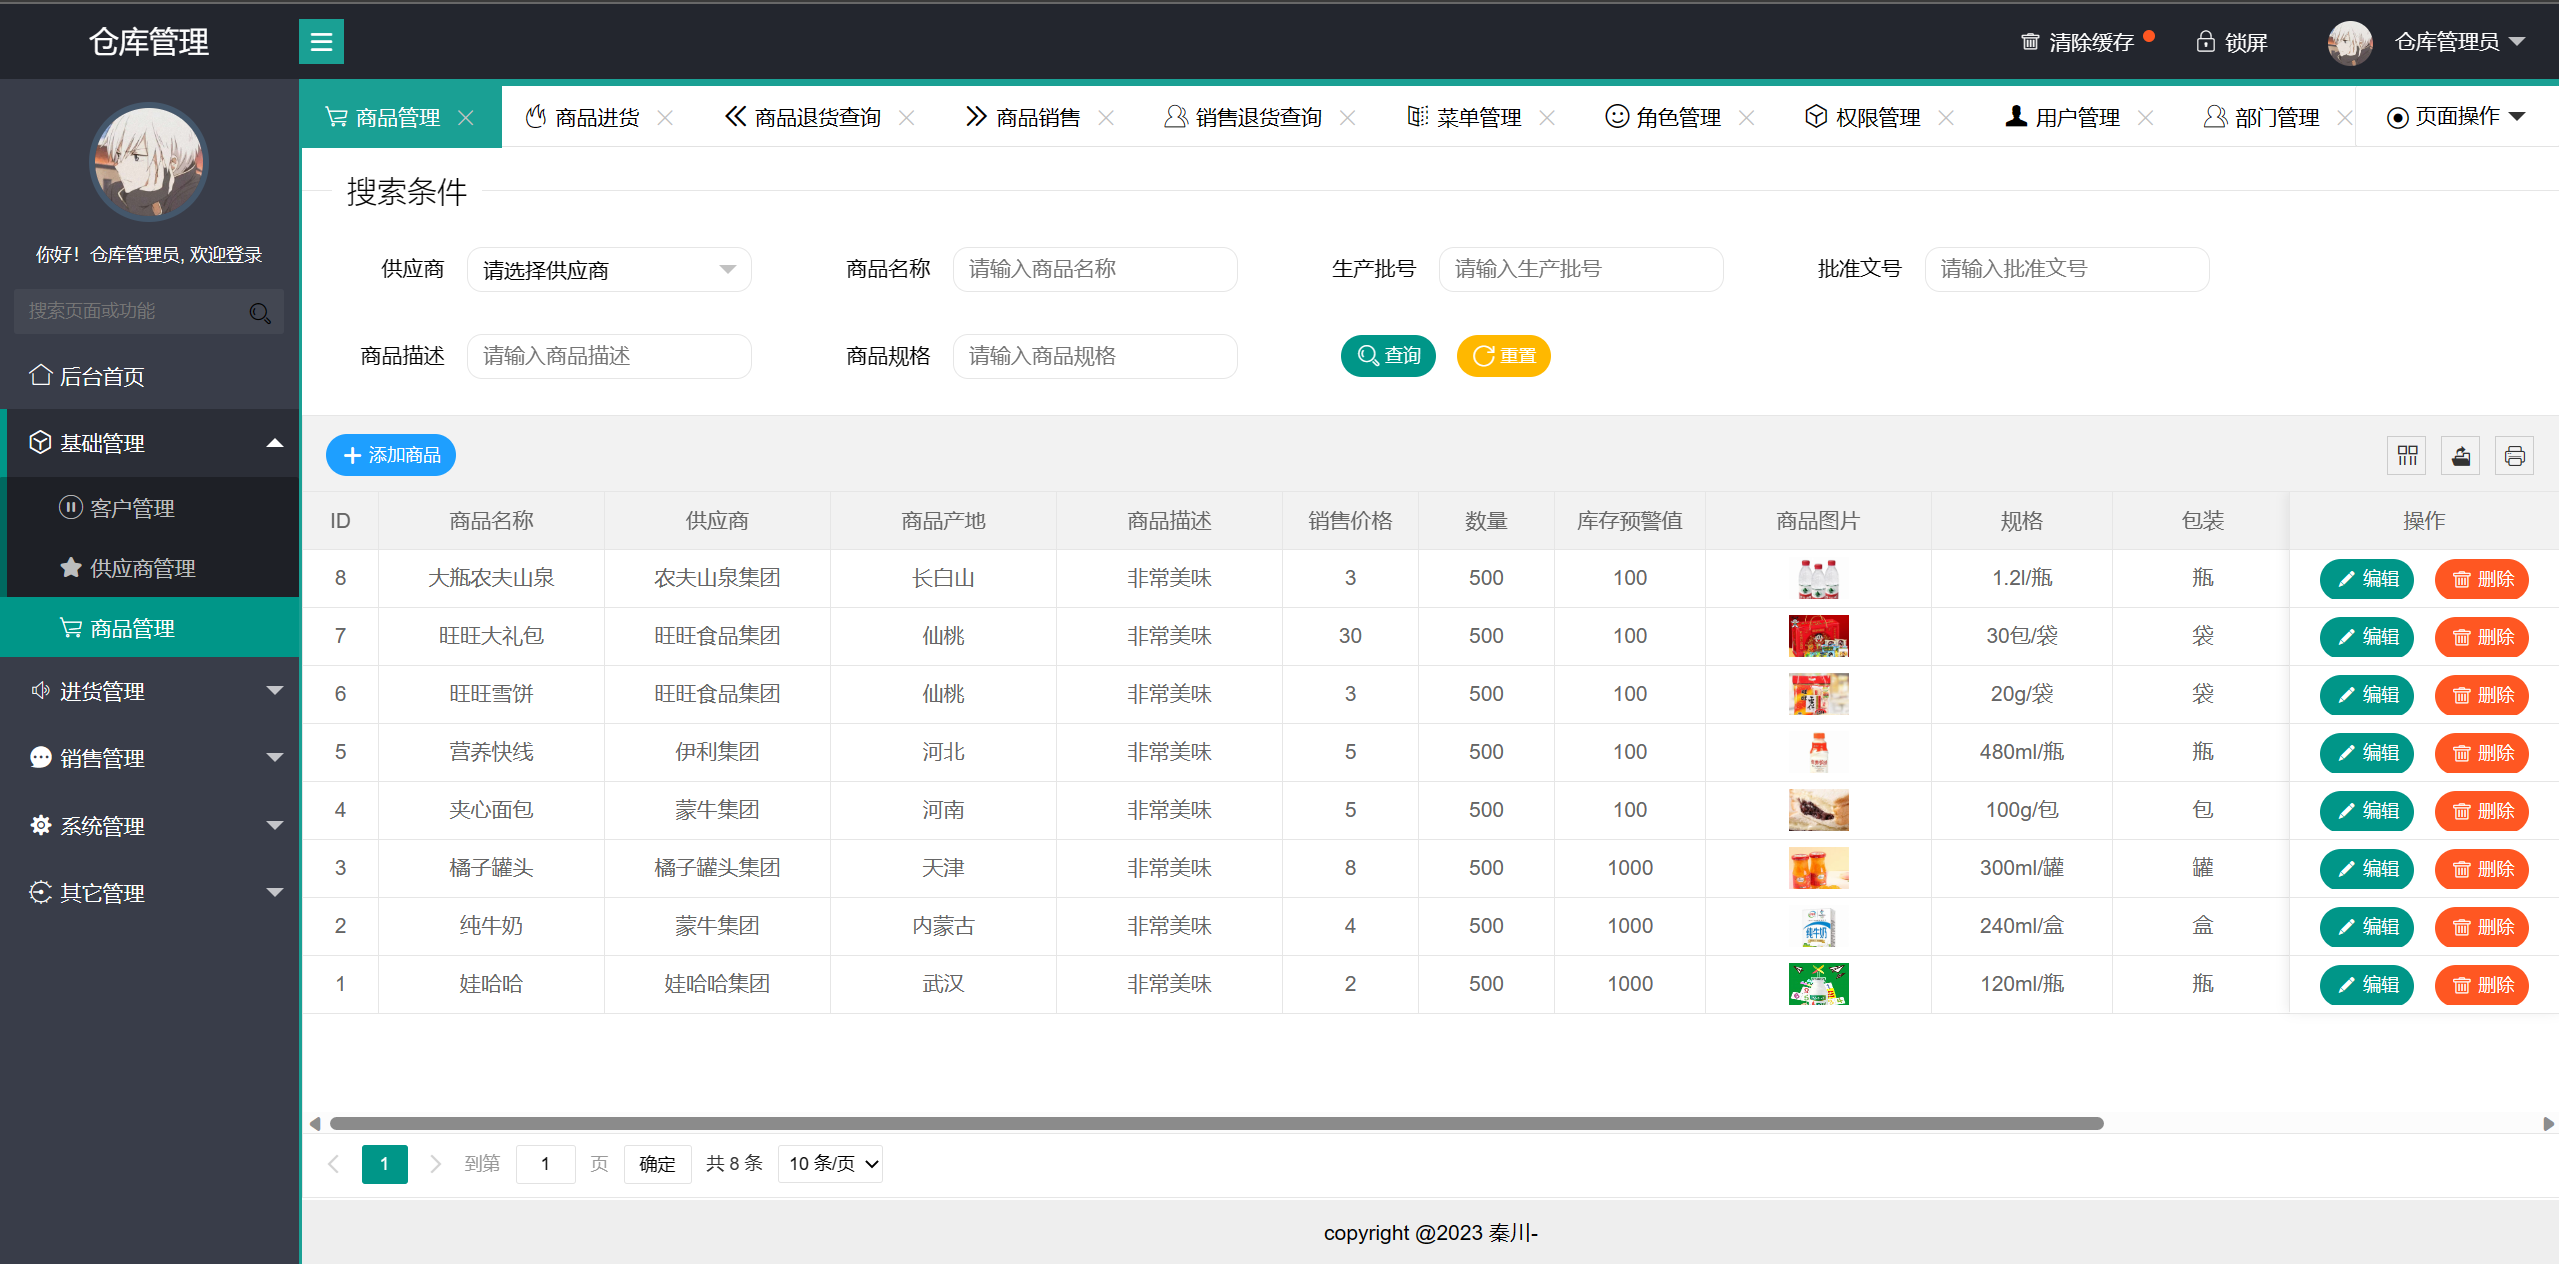 仓库管理
清除缓存 锁屏 仓库管理员
你好！仓库管理员, 欢迎登录
搜索页面或功能
后台首页
基础管理
客户管理
供应商管理
商品管理
进货管理
销售管理
系统管理
其它管理
商品管理 商品进货 商品退货查询 商品销售 销售退货查询 菜单管理 角色管理 权限管理 用户管理 部门管理 页面操作
搜索条件
供应商 请选择供应商 商品名称 请输入商品名称 生产批号 请输入生产批号 批准文号 请输入批准文号
商品描述 请输入商品描述 商品规格 请输入商品规格 查询 重置
添加商品
ID 商品名称 供应商 商品产地 商品描述 销售价格 数量 库存预警值 商品图片 规格 包装 操作
8 大瓶农夫山泉 农夫山泉集团 长白山 非常美味 3 500 100 1.2l/瓶 瓶 编辑 删除
7 旺旺大礼包 旺旺食品集团 仙桃 非常美味 30 500 100 30包/袋 袋 编辑 删除
6 旺旺雪饼 旺旺食品集团 仙桃 非常美味 3 500 100 20g/袋 袋 编辑 删除
5 营养快线 伊利集团 河北 非常美味 5 500 100 480ml/瓶 瓶 编辑 删除
4 夹心面包 蒙牛集团 河南 非常美味 5 500 100 100g/包 包 编辑 删除
3 橘子罐头 橘子罐头集团 天津 非常美味 8 500 1000 300ml/罐 罐 编辑 删除
2 纯牛奶 蒙牛集团 内蒙古 非常美味 4 500 1000 240ml/盒 盒 编辑 删除
1 娃哈哈 娃哈哈集团 武汉 非常美味 2 500 1000 120ml/瓶 瓶 编辑 删除
1 到第 1 页 确定 共 8 条 10 条/页
copyright @2023 秦川-